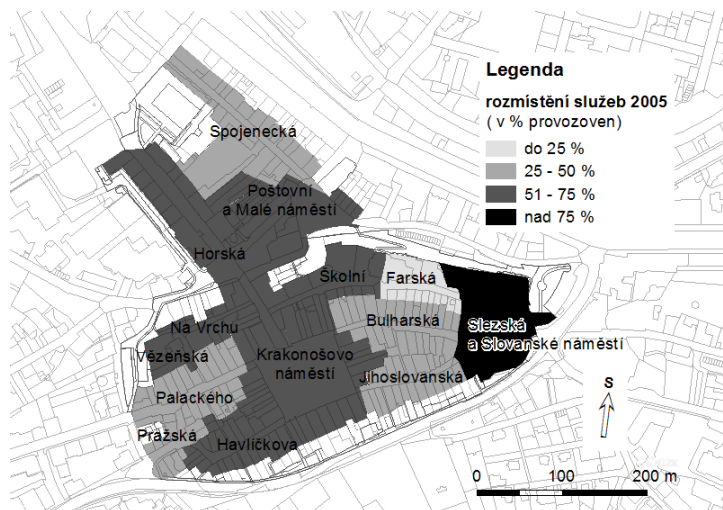 Legenda
rozmístění služeb 2005
( v % provozoven)
do 25 %
25 - 50 %
51 - 75 %
nad 75 %
Spojenecká
Poštovní
a Malé náměstí
Horská
Školní
Farská
Na Vrchu
Bulharská
Slezská
a Slovanské náměstí
Vězeňská
Krakonošovo
náměstí
Jihoslovanská
Palackého
Pražská
Havlíčkova
S
0 100 200 m